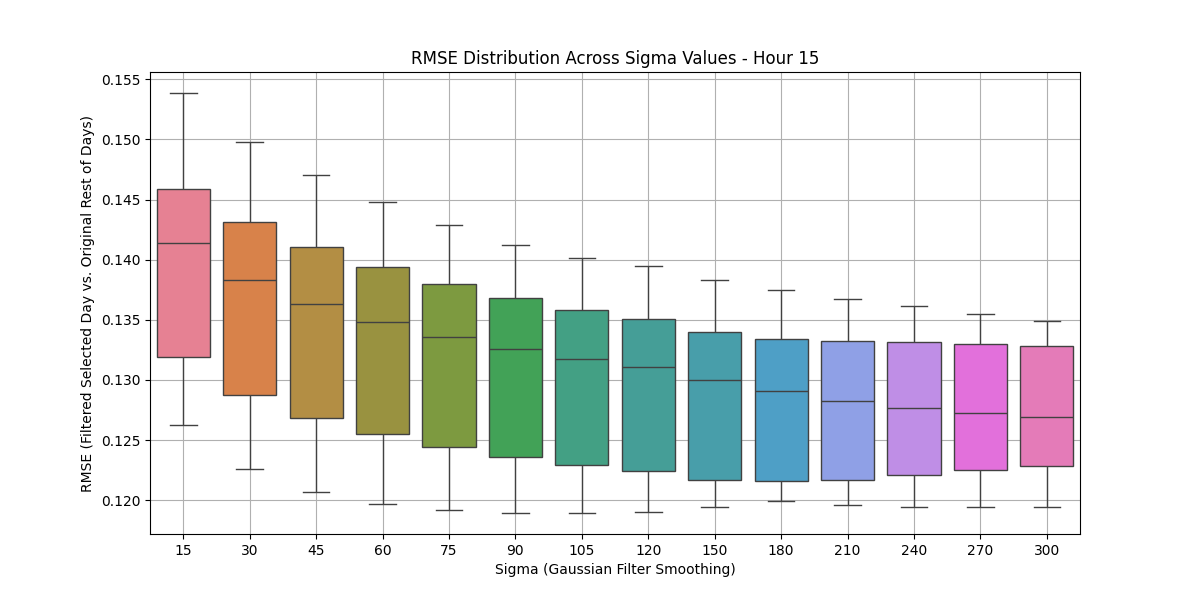 RMSE Distribution Across Sigma Values - Hour 15
RMSE (Filtered Selected Day vs. Original Rest of Days)
0.155
0.150
0.145
0.140
0.135
0.130
0.125
0.120
15 30 45 60 75 90 105 120 150 180 210 240 270 300
Sigma (Gaussian Filter Smoothing)